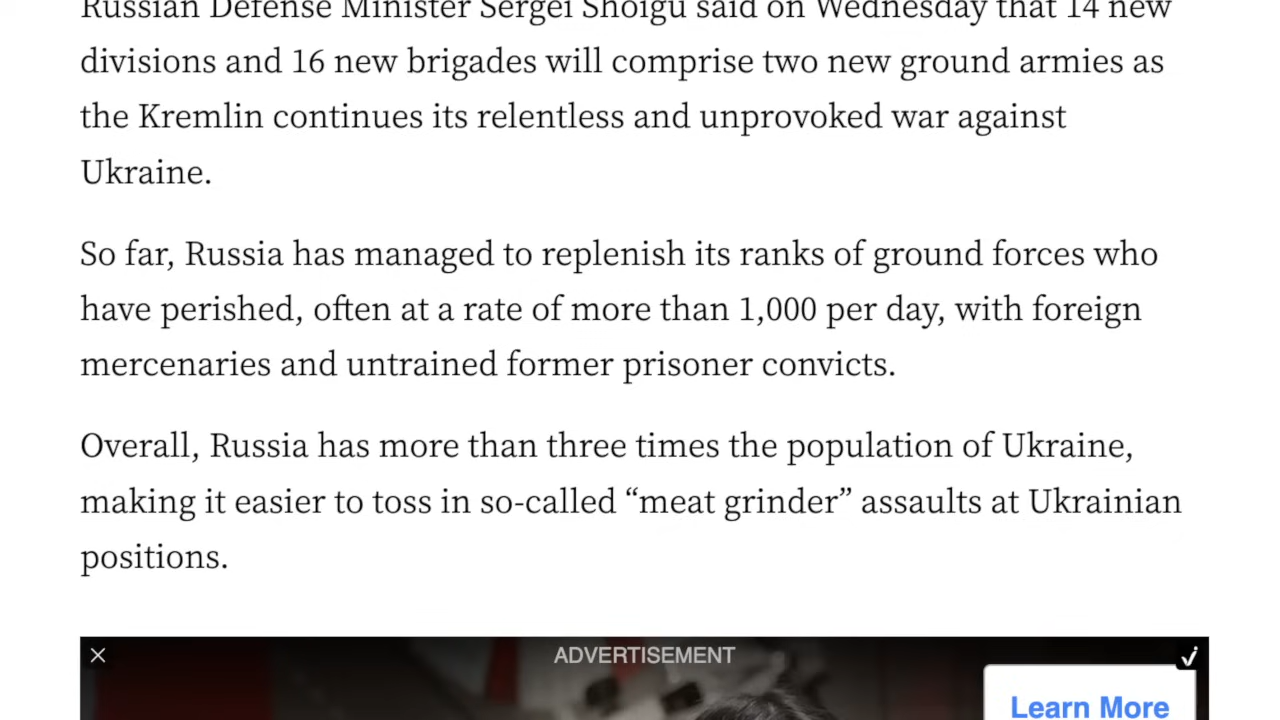 Russian Defense Minister Sergei Shoigu said on Wednesday that 14 new
divisions and 16 new brigades will comprise two new ground armies as
the Kremlin continues its relentless and unprovoked war against
Ukraine.
So far, Russia has managed to replenish its ranks of ground forces who
have perished, often at a rate of more than 1,000 per day, with foreign
mercenaries and untrained former prisoner convicts.
Overall, Russia has more than three times the population of Ukraine,
making it easier to toss in so-called “meat grinder” assaults at Ukrainian
positions.
ADVERTISEMENT
Learn More